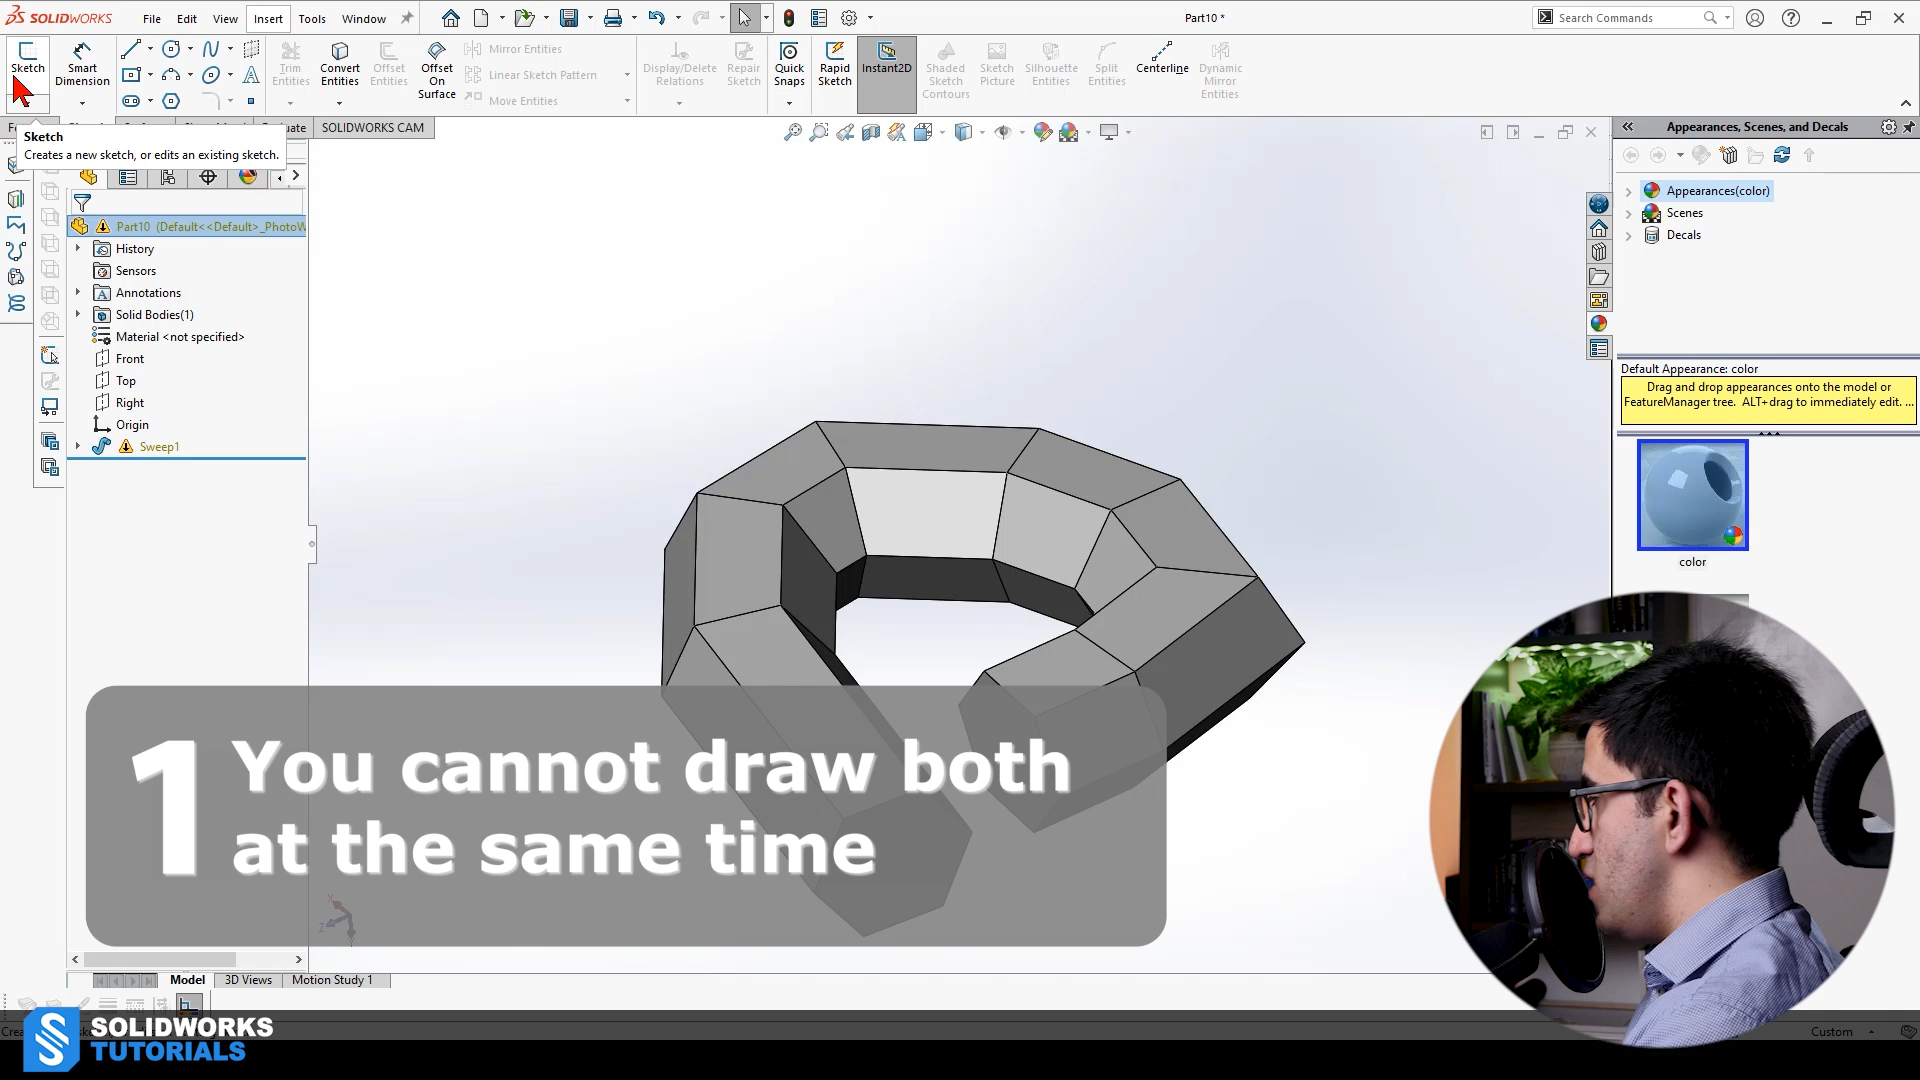 SOLIDWORKS
File Edit View Insert Tools Window
Part10 *
Search Commands
Sketch
Smart Dimension
Trim Entities
Convert Entities
Offset Entities
Offset On Surface
Mirror Entities
Linear Sketch Pattern
Move Entities
Display/Delete Relations
Repair Sketch
Quick Snaps
Rapid Sketch
Instant2D
Shaded Sketch Contours
Sketch Picture
Silhouette Entities
Split Entities
Centerline
Dynamic Mirror Entities
SOLIDWORKS CAM
Sketch
Creates a new sketch, or edits an existing sketch.
Part10 (Default<<Default>_PhotoW
History
Sensors
Annotations
Solid Bodies(1)
Material <not specified>
Front
Top
Right
Origin
Sweep1
Appearances, Scenes, and Decals
Appearances(color)
Scenes
Decals
Default Appearance: color
Drag and drop appearances onto the model or
FeatureManager tree. ALT+drag to immediately edit. ...
color
1 You cannot draw both
at the same time
Model 3D Views Motion Study 1
SOLIDWORKS
TUTORIALS
Custom